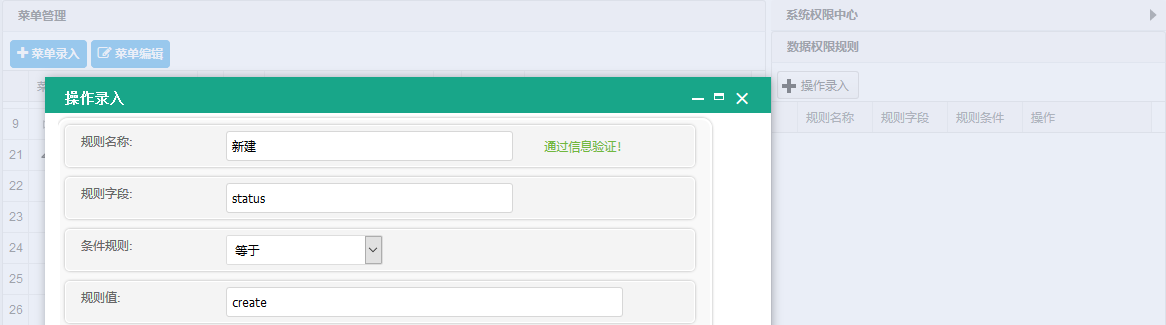 菜单管理
系统权限中心
数据权限规则
菜单录入 菜单编辑
操作录入
规则名称 规则字段 规则条件 操作
9
21
22
23
24
25
26
操作录入
规则名称: 新建 通过信息验证!
规则字段: status
条件规则: 等于
规则值: create